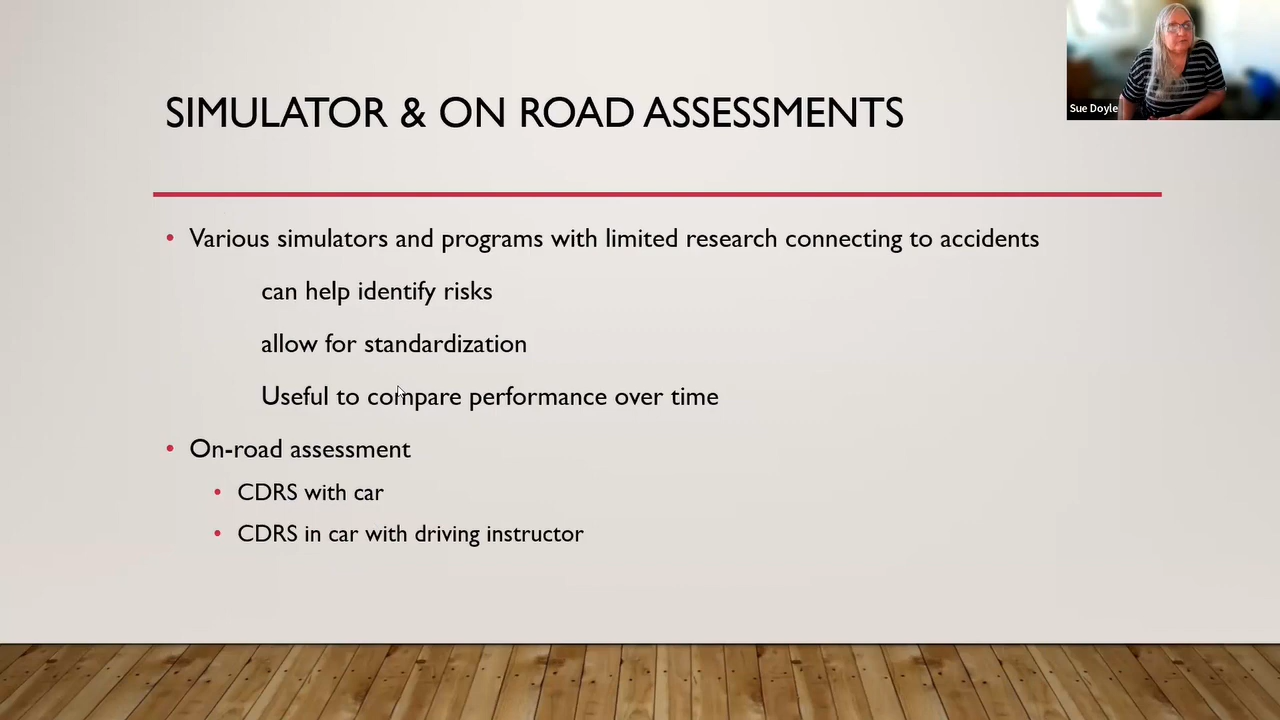 SIMULATOR & ON ROAD ASSESSMENTS
Sue Doyle
• Various simulators and programs with limited research connecting to accidents
can help identify risks
allow for standardization
Useful to compare performance over time
• On-road assessment
• CDRS with car
• CDRS in car with driving instructor